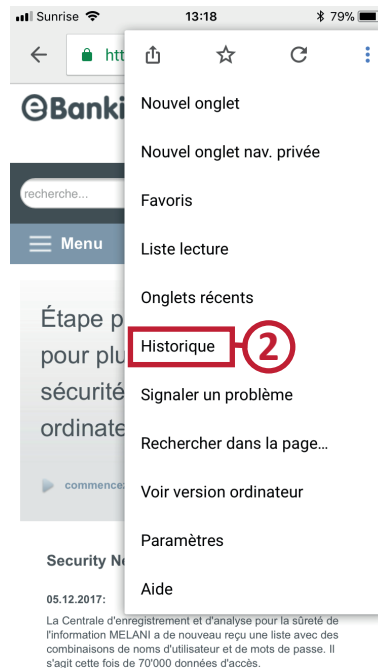 Sunrise 13:18 79%
htt
eBanki
Nouvel onglet
Nouvel onglet nav. privée
recherche...
Favoris
Menu
Liste lecture
Onglets récents
Étape p
pour plu
sécurité
ordinate
Historique 2
Signaler un problème
Rechercher dans la page...
commence
Voir version ordinateur
Paramètres
Security Ne
Aide
05.12.2017:
La Centrale d'enregistrement et d'analyse pour la sûreté de
l'information MELANI a de nouveau reçu une liste avec des
combinaisons de noms d'utilisateur et de mots de passe. Il
s'agit cette fois de 70'000 données d'accès.